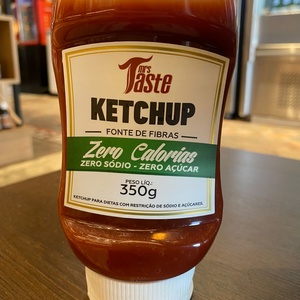 MRS
Taste
KETCHUP
FONTE DE FIBRAS
Zero Calorias
ZERO SÓDIO - ZERO AÇÚCAR
PESO LÍQ.:
350g
KETCHUP PARA DIETAS COM RESTRIÇÃO DE SÓDIO E AÇÚCARES.